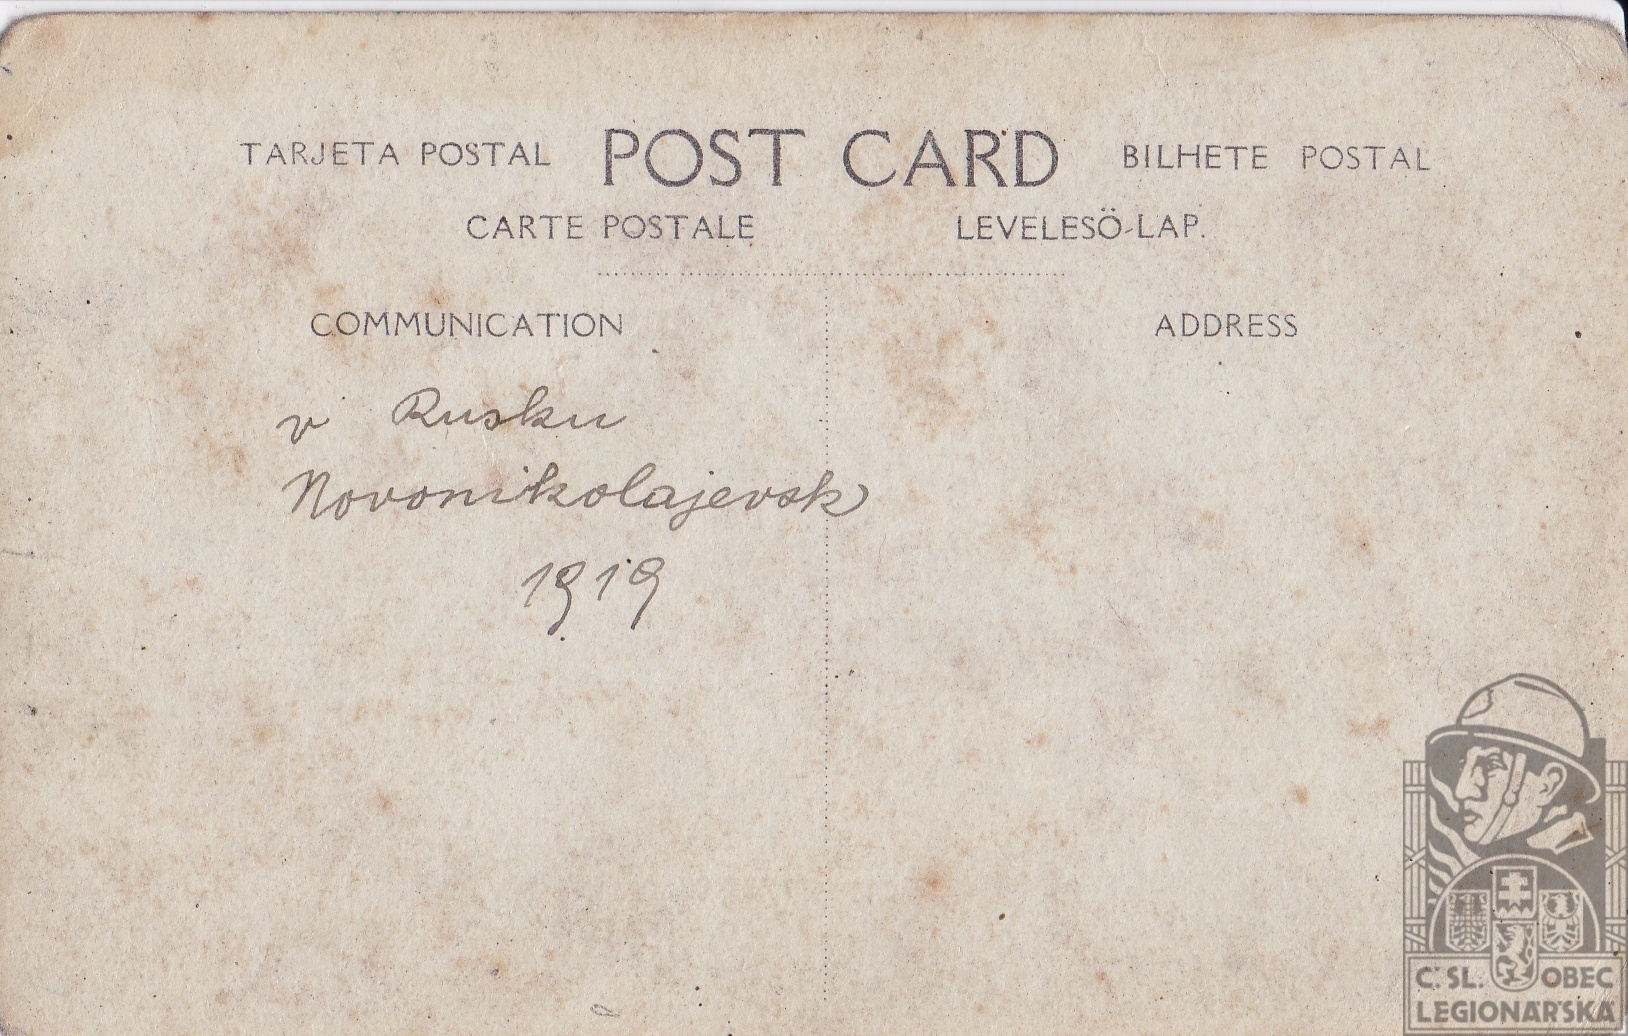 TARJETA POSTAL POST CARD BILHETE POSTAL
CARTE POSTALE LEVELESÖ-LAP.
COMMUNICATION ADDRESS
v Rusku
Novonikolajevsk
1919
Č.SL. OBEC
LEGIONÁŘSKÁ